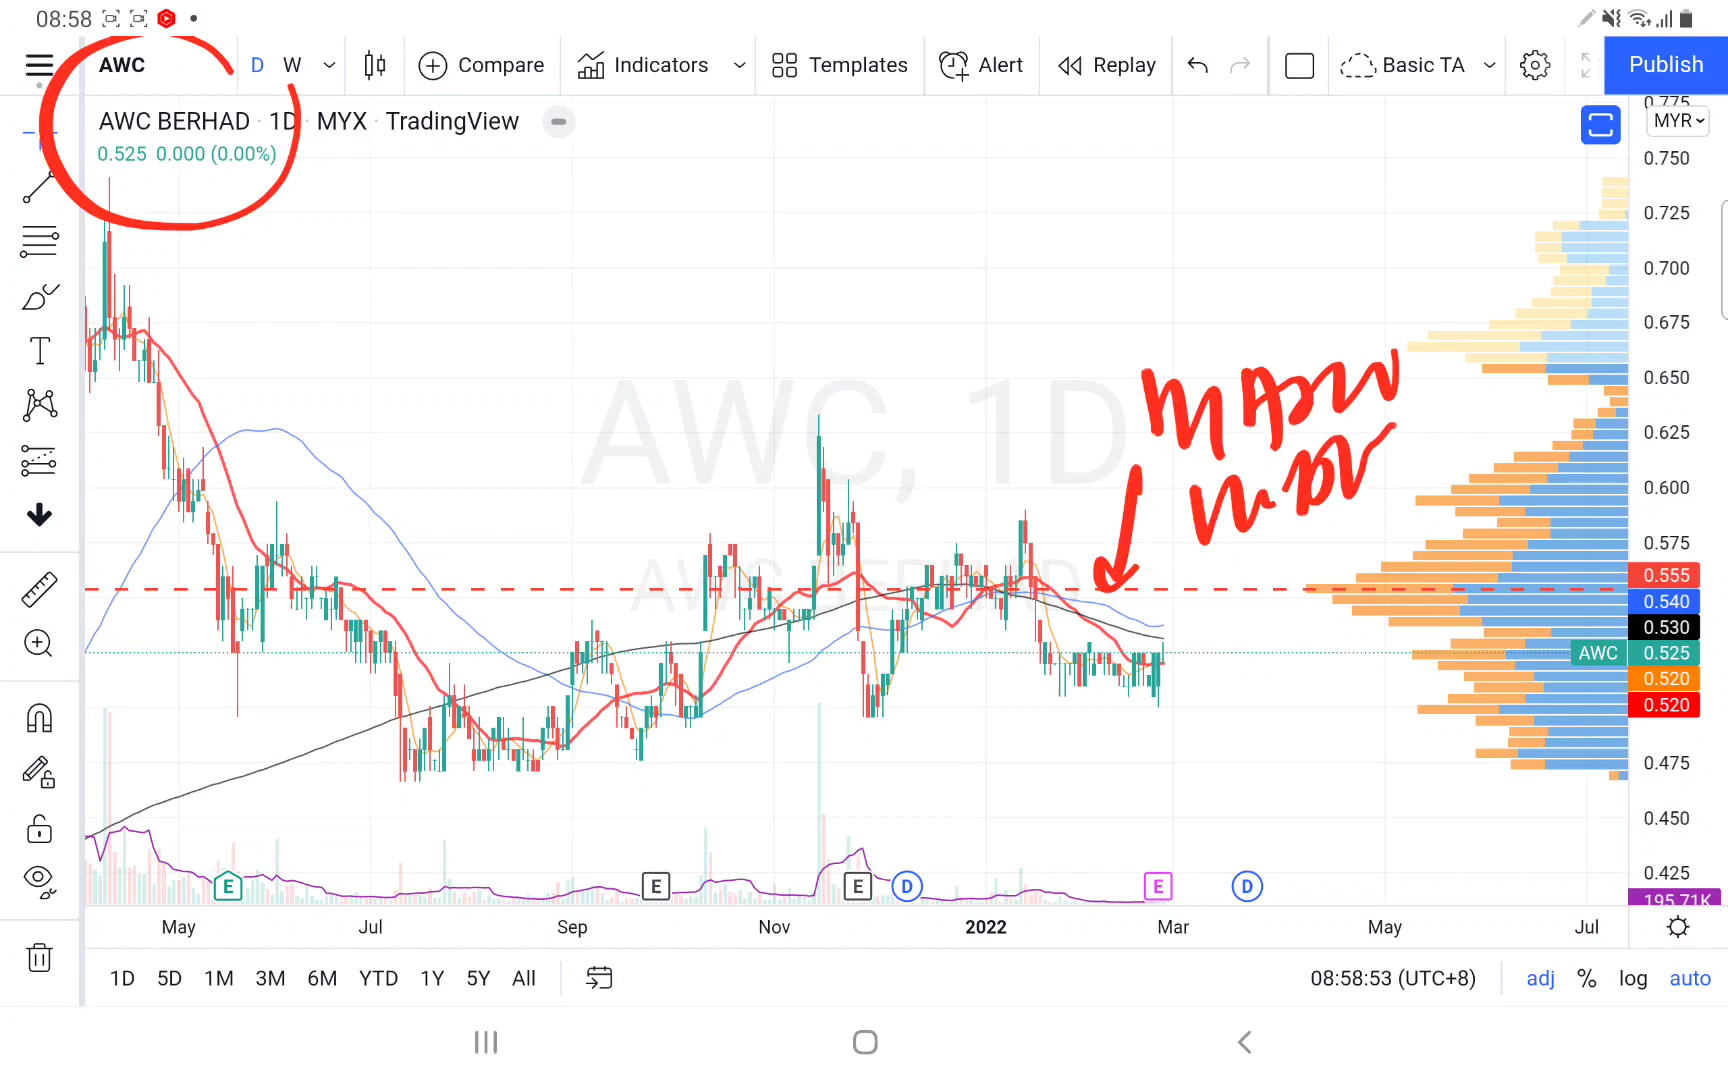 08:58
AWC D W Compare Indicators Templates Alert Replay Basic TA Publish
AWC BERHAD · 1D · MYX · TradingView
0.525 0.000 (0.00%)
MYR
0.775
0.750
0.725
0.700
0.675
0.650
0.625
0.600
0.575
0.555
0.540
0.530
AWC 0.525
0.520
0.520
0.475
0.450
0.425
195.71K
AWC, 1D
AWC BERHAD
E E E D E D
May Jul Sep Nov 2022 Mar May Jul
1D 5D 1M 3M 6M YTD 1Y 5Y All
08:58:53 (UTC+8) adj % log auto